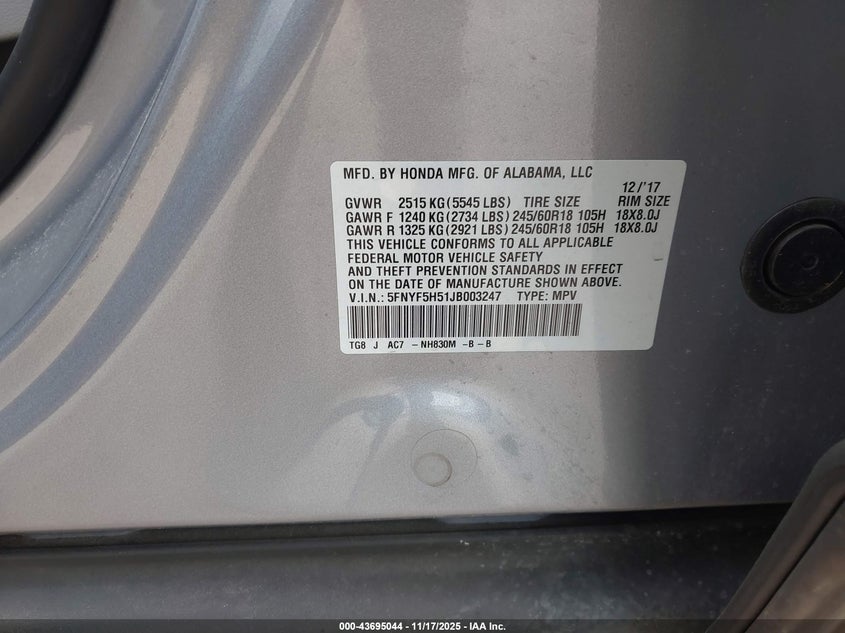 MFD. BY HONDA MFG. OF ALABAMA, LLC
12/'17
GVWR 2515 KG(5545 LBS) TIRE SIZE RIM SIZE
GAWR F 1240 KG(2734 LBS) 245/60R18 105H 18X8.0J
GAWR R 1325 KG(2921 LBS) 245/60R18 105H 18X8.0J
THIS VEHICLE CONFORMS TO ALL APPLICABLE
FEDERAL MOTOR VEHICLE SAFETY
AND THEFT PREVENTION STANDARDS IN EFFECT
ON THE DATE OF MANUFACTURE SHOWN ABOVE.
V.I.N.: 5FNYF5H51JB003247 TYPE: MPV
TG8 J AC7 -NH830M -B-B
000-43695044 - 11/17/2025 - IAA Inc.